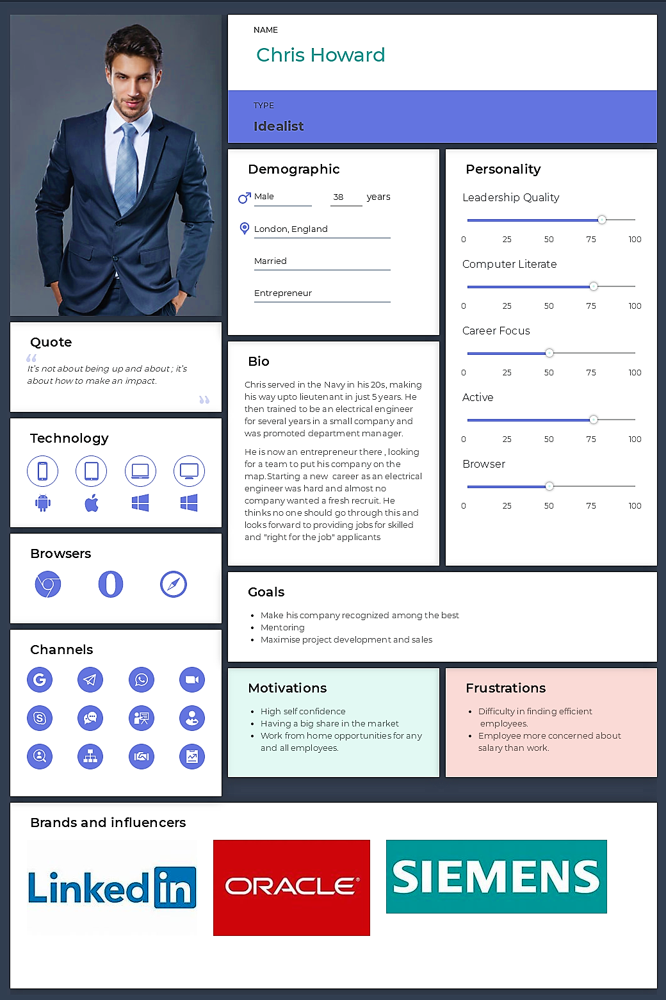 NAME
Chris Howard
TYPE
Idealist
Demographic
Male 38 years
London, England
Married
Entrepreneur
Personality
Leadership Quality
0 25 50 75 100
Computer Literate
0 25 50 75 100
Career Focus
0 25 50 75 100
Active
0 25 50 75 100
Browser
0 25 50 75 100
Quote
“
It's not about being up and about ; it's
about how to make an impact.
”
Technology
Browsers
Channels
G
S
Bio
Chris served in the Navy in his 20s, making
his way upto lieutenant in just 5 years. He
then trained to be an electrical engineer
for several years in a small company and
was promoted department manager.
He is now an entrepreneur there , looking
for a team to put his company on the
map.Starting a new  career as an electrical
engineer was hard and almost no
company wanted a fresh recruit. He
thinks no one should go through this and
looks forward to providing jobs for skilled
and "right for the job" applicants
Goals
• Make his company recognized among the best
• Mentoring
• Maximise project development and sales
Motivations
• High self confidence
• Having a big share in the market
• Work from home opportunities for any
and all employees.
Frustrations
• Difficulty in finding efficient
employees.
• Employee more concerned about
salary than work.
Brands and influencers
Linked in
ORACLE®
SIEMENS